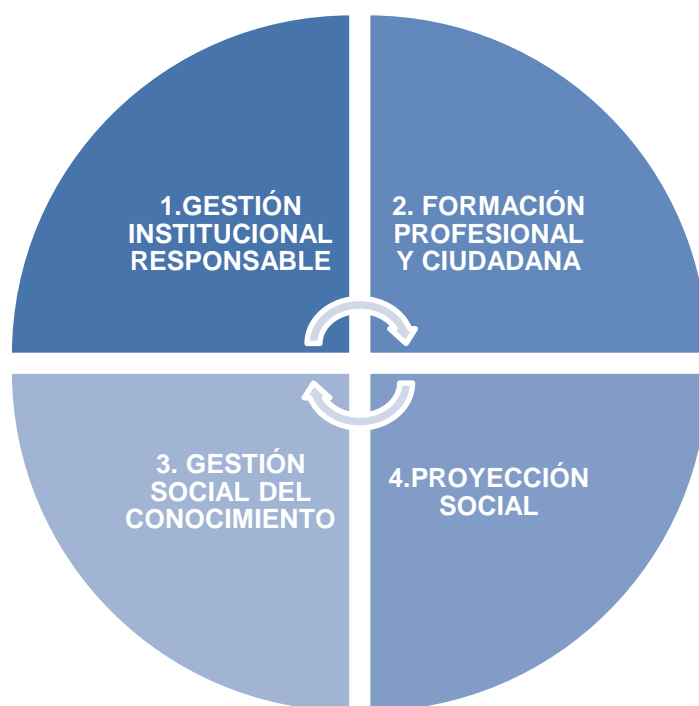 1.GESTIÓN
INSTITUCIONAL
RESPONSABLE
2. FORMACIÓN
PROFESIONAL
Y CIUDADANA
3. GESTIÓN
SOCIAL DEL
CONOCIMIENTO
4.PROYECCIÓN
SOCIAL